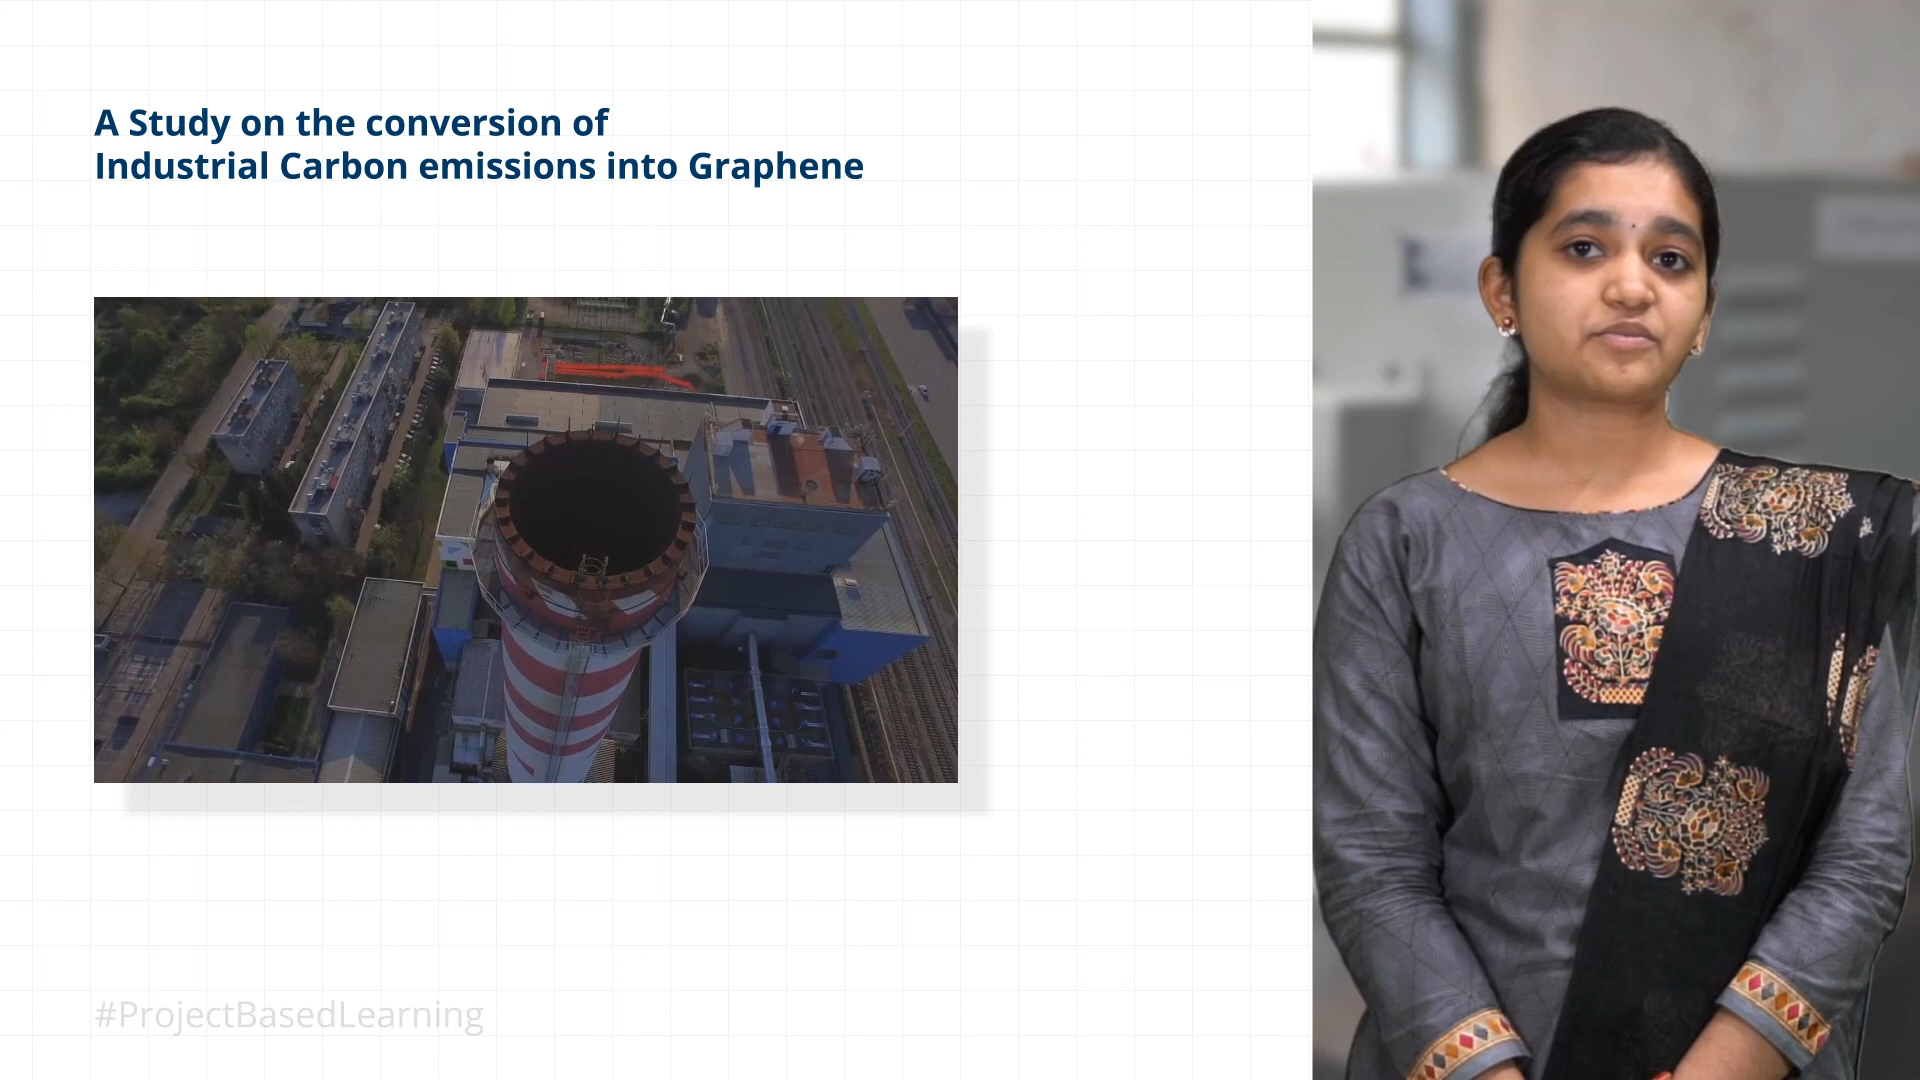 A Study on the conversion of
Industrial Carbon emissions into Graphene
#ProjectBasedLearning